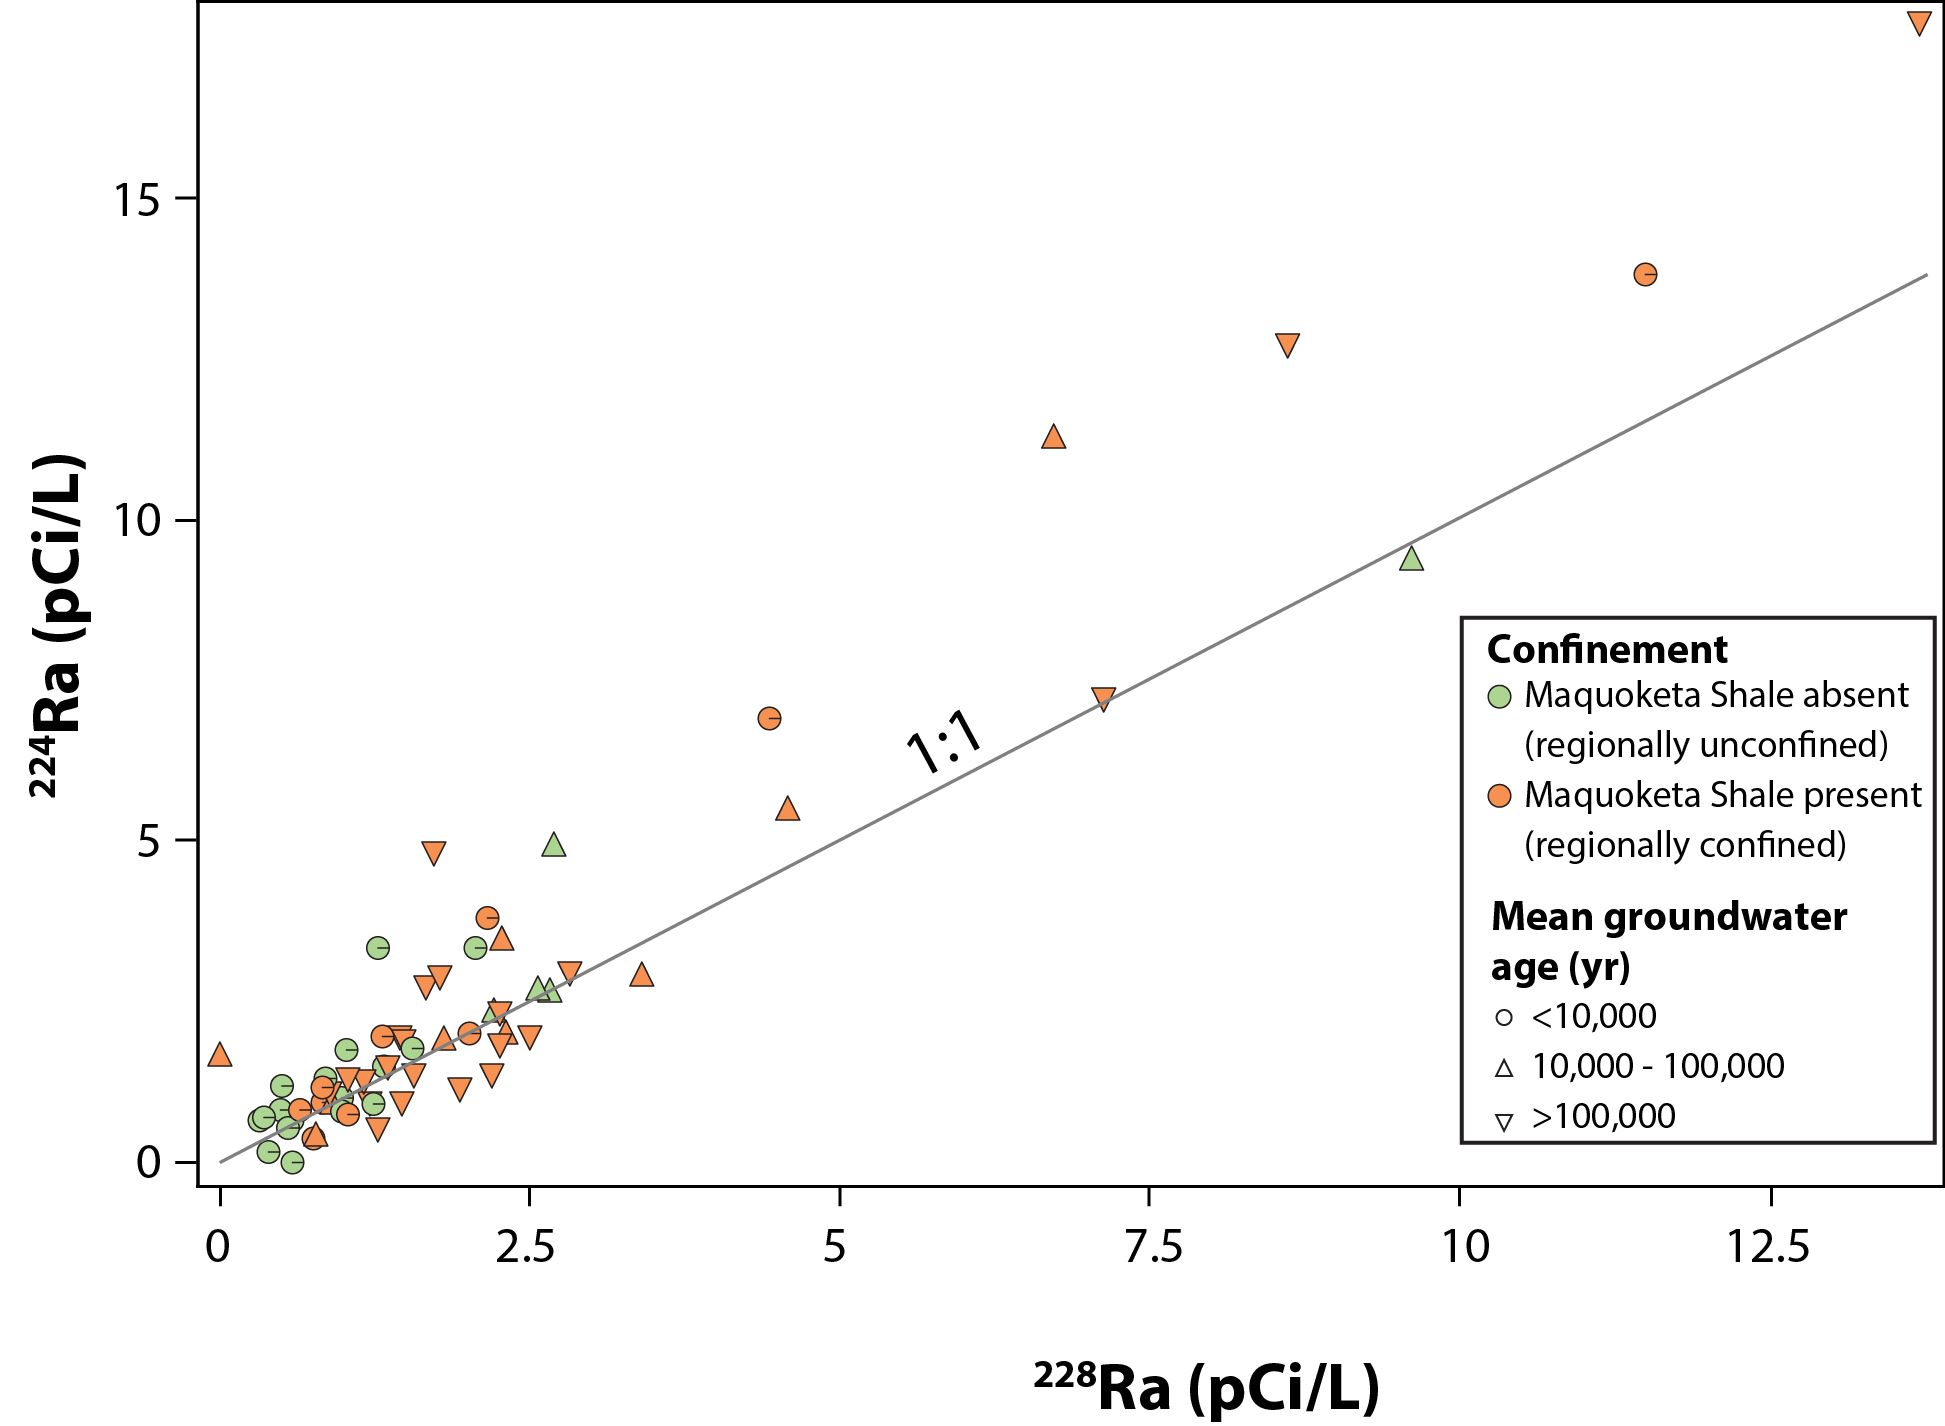 15
10
5
0
²²⁴Ra (pCi/L)
1:1
Confinement
Maquoketa Shale absent
(regionally unconfined)
Maquoketa Shale present
(regionally confined)
Mean groundwater
age (yr)
<10,000
10,000 - 100,000
>100,000
0 2.5 5 7.5 10 12.5
²²⁸Ra (pCi/L)